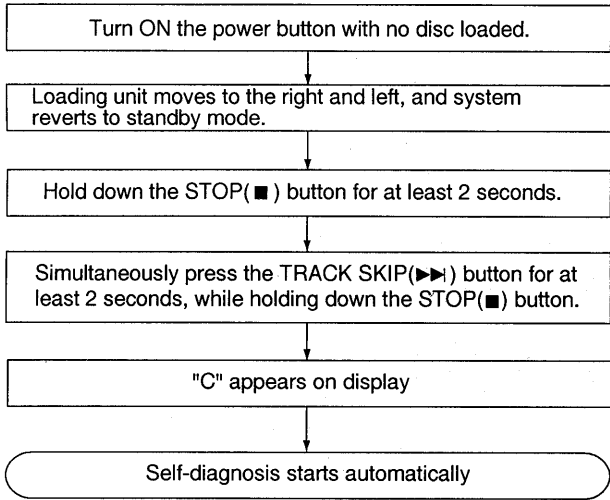 Turn ON the power button with no disc loaded.
Loading unit moves to the right and left, and system
reverts to standby mode.
Hold down the STOP(■) button for at least 2 seconds.
Simultaneously press the TRACK SKIP(▶▶|) button for at
least 2 seconds, while holding down the STOP(■) button.
"C" appears on display
Self-diagnosis starts automatically